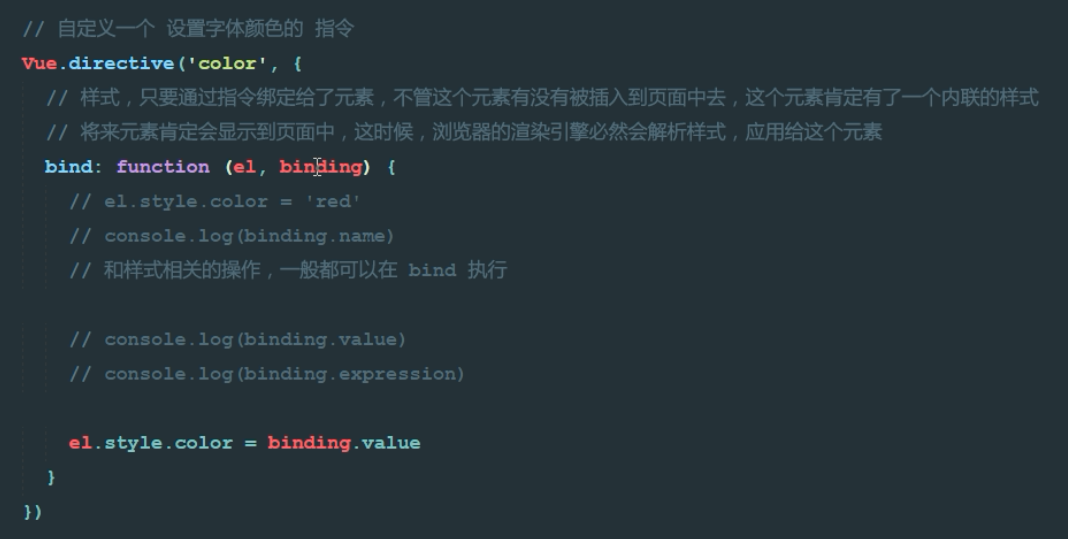 // 自定义一个 设置字体颜色的 指令
Vue.directive('color', {
// 样式，只要通过指令绑定给了元素，不管这个元素有没有被插入到页面中去，这个元素肯定有了一个内联的样式
// 将来元素肯定会显示到页面中，这时候，浏览器的渲染引擎必然会解析样式，应用给这个元素
bind: function (el, binding) {
// el.style.color = 'red'
// console.log(binding.name)
// 和样式相关的操作，一般都可以在 bind 执行
// console.log(binding.value)
// console.log(binding.expression)
el.style.color = binding.value
}
})